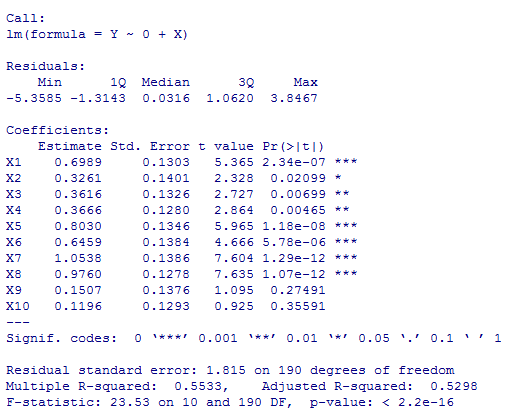 Call:
lm(formula = Y ~ 0 + X)
Residuals:
    Min      1Q  Median      3Q     Max
-5.3585 -1.3143  0.0316  1.0620  3.8467
Coefficients:
    Estimate Std. Error t value Pr(>|t|)
X1    0.6989     0.1303   5.365 2.34e-07 ***
X2    0.3261     0.1401   2.328  0.02099 *
X3    0.3616     0.1326   2.727  0.00699 **
X4    0.3666     0.1280   2.864  0.00465 **
X5    0.8030     0.1346   5.965 1.18e-08 ***
X6    0.6459     0.1384   4.666 5.78e-06 ***
X7    1.0538     0.1386   7.604 1.29e-12 ***
X8    0.9760     0.1278   7.635 1.07e-12 ***
X9    0.1507     0.1376   1.095  0.27491
X10   0.1196     0.1293   0.925  0.35591
---
Signif. codes:  0 ‘***’ 0.001 ‘**’ 0.01 ‘*’ 0.05 ‘.’ 0.1 ‘ ’ 1
Residual standard error: 1.815 on 190 degrees of freedom
Multiple R-squared:  0.5533,    Adjusted R-squared:  0.5298
F-statistic: 23.53 on 10 and 190 DF,  p-value: < 2.2e-16